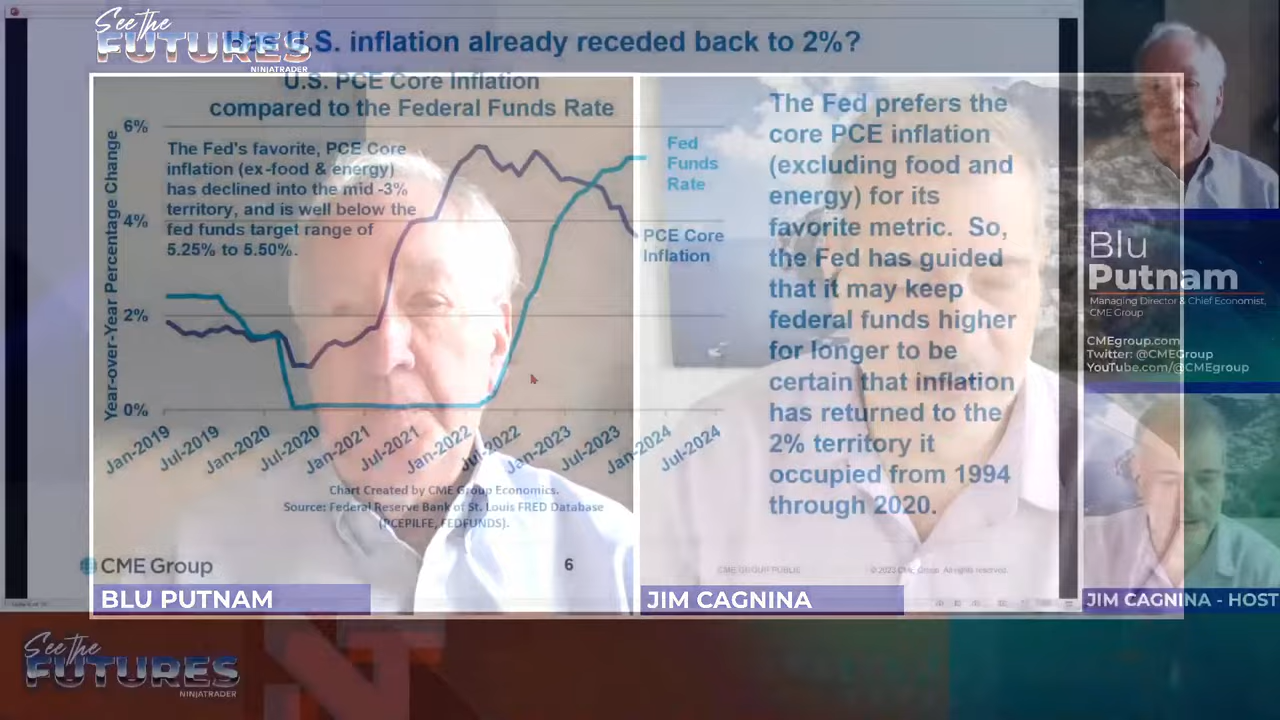 See the
FUTURES
NINJATRADER
Has U.S. inflation already receded back to 2%?
U.S. PCE Core Inflation
compared to the Federal Funds Rate
Year-over-Year Percentage Change
6%
4%
2%
0%
The Fed's favorite, PCE Core
inflation (ex-food & energy)
has declined into the mid -3%
territory, and is well below the
fed funds target range of
5.25% to 5.50%.
Fed
Funds
Rate
PCE Core
Inflation
Jan-2019
Jul-2019
Jan-2020
Jul-2020
Jan-2021
Jul-2021
Jan-2022
Jul-2022
Jan-2023
Jul-2023
Jan-2024
Jul-2024
Chart Created by CME Group Economics.
Source: Federal Reserve Bank of St. Louis FRED Database
(PCEPILFE, FEDFUNDS).
The Fed prefers the
core PCE inflation
(excluding food and
energy) for its
favorite metric. So,
the Fed has guided
that it may keep
federal funds higher
for longer to be
certain that inflation
has returned to the
2% territory it
occupied from 1994
through 2020.
CME Group
6
CME GROUP PUBLIC
© 2023 CME Group. All rights reserved.
BLU PUTNAM
JIM CAGNINA
Blu
Putnam
Managing Director & Chief Economist,
CME Group
CMEgroup.com
Twitter: @CMEGroup
YouTube.com/@CMEgroup
JIM CAGNINA - HOST
See the
FUTURES
NINJATRADER